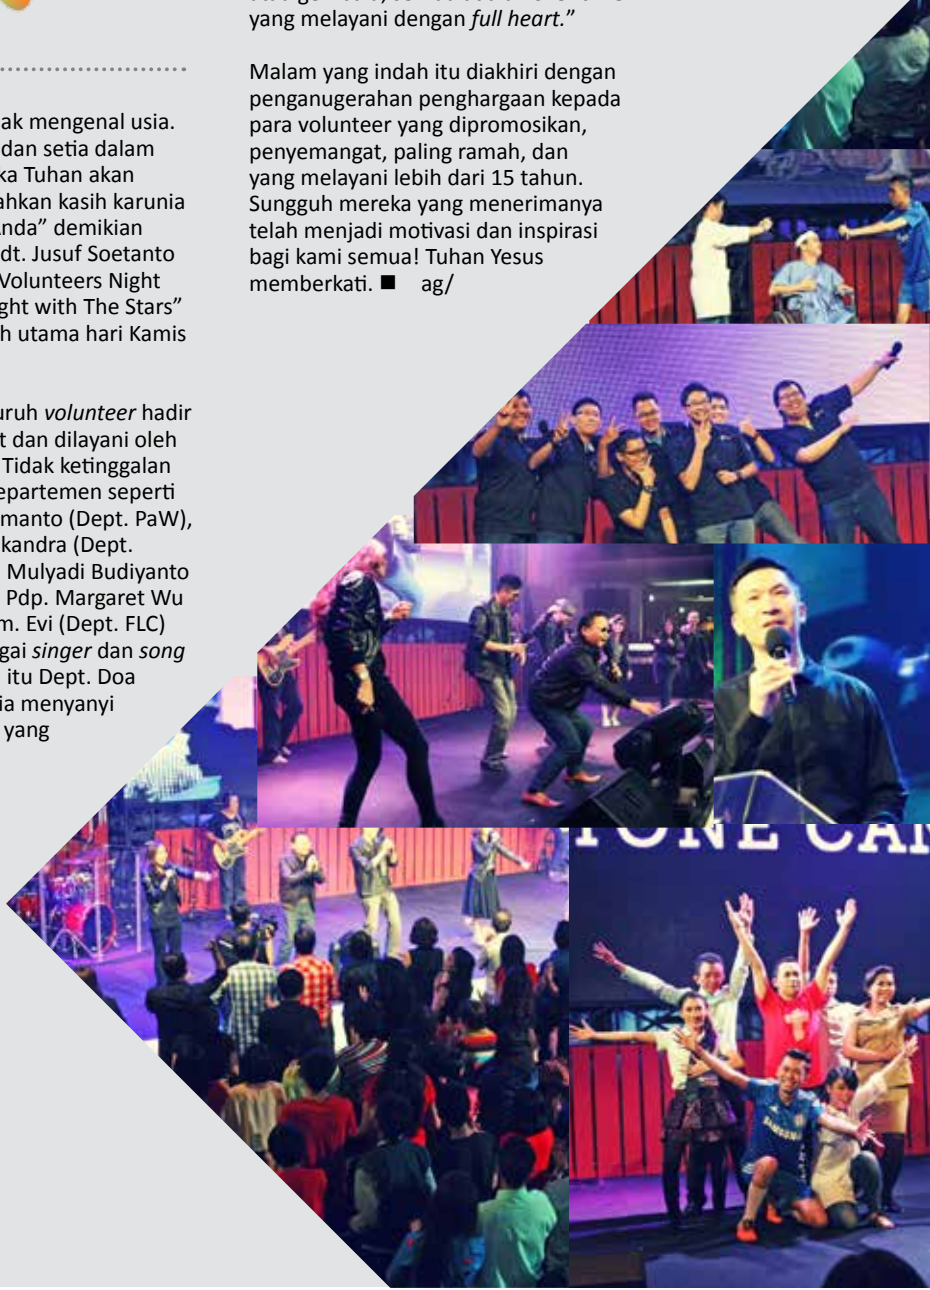 ak mengenal usia.
dan setia dalam
ka Tuhan akan
ahkan kasih karunia
nda” demikian
dt. Jusuf Soetanto
Volunteers Night
ght with The Stars”
h utama hari Kamis
uruh volunteer hadir
t dan dilayani oleh
Tidak ketinggalan
epartemen seperti
manto (Dept. PaW),
kandra (Dept.
Mulyadi Budiyanto
Pdp. Margaret Wu
m. Evi (Dept. FLC)
gai singer dan song
itu Dept. Doa
ia menyanyi
yang
yang melayani dengan full heart.”
Malam yang indah itu diakhiri dengan
penganugerahan penghargaan kepada
para volunteer yang dipromosikan,
penyemangat, paling ramah, dan
yang melayani lebih dari 15 tahun.
Sungguh mereka yang menerimanya
telah menjadi motivasi dan inspirasi
bagi kami semua! Tuhan Yesus
memberkati. ■ ag/
TONE CAM
SAMSUNG